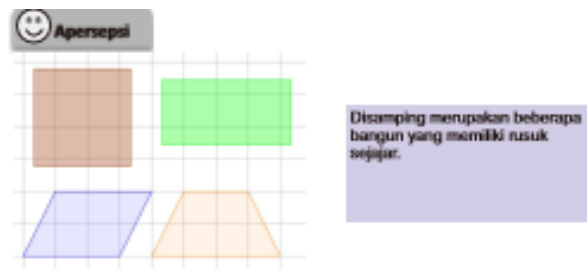 Apersepsi
Disamping merupakan beberapa
bangun yang memiliki rusuk
sejajar.